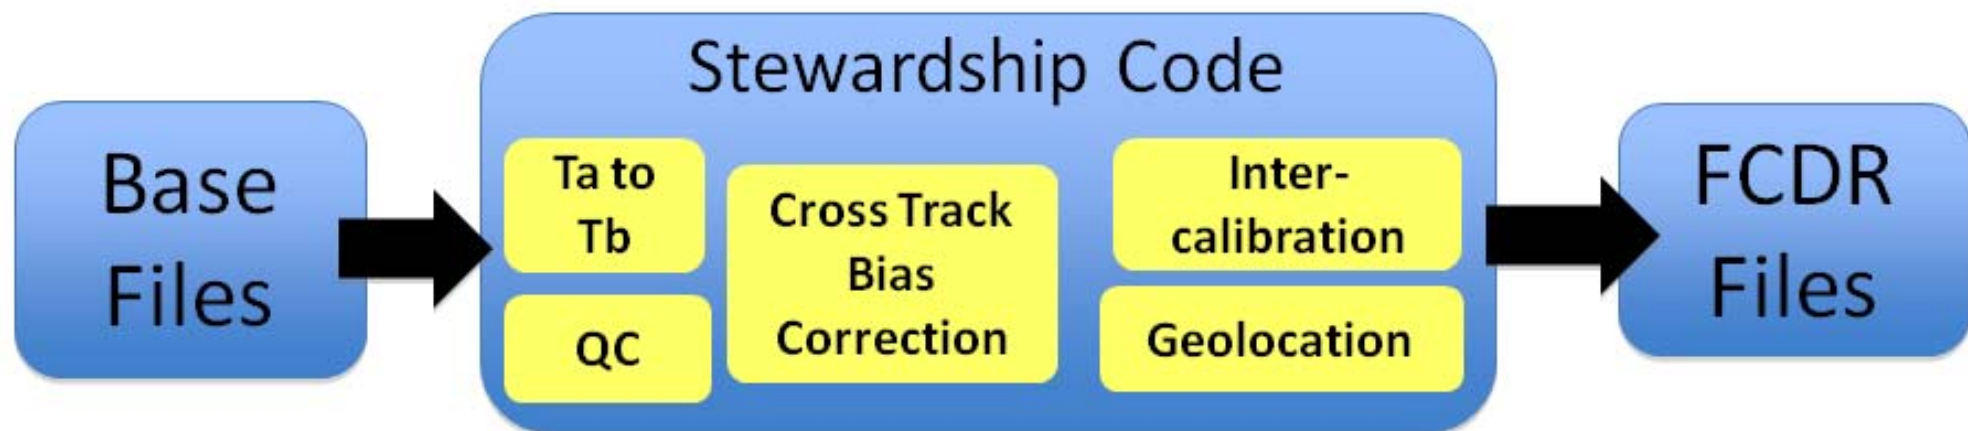 Base
Files
Stewardship Code
Ta to
Tb
QC
Cross Track
Bias
Correction
Inter-
calibration
Geolocation
FCDR
Files